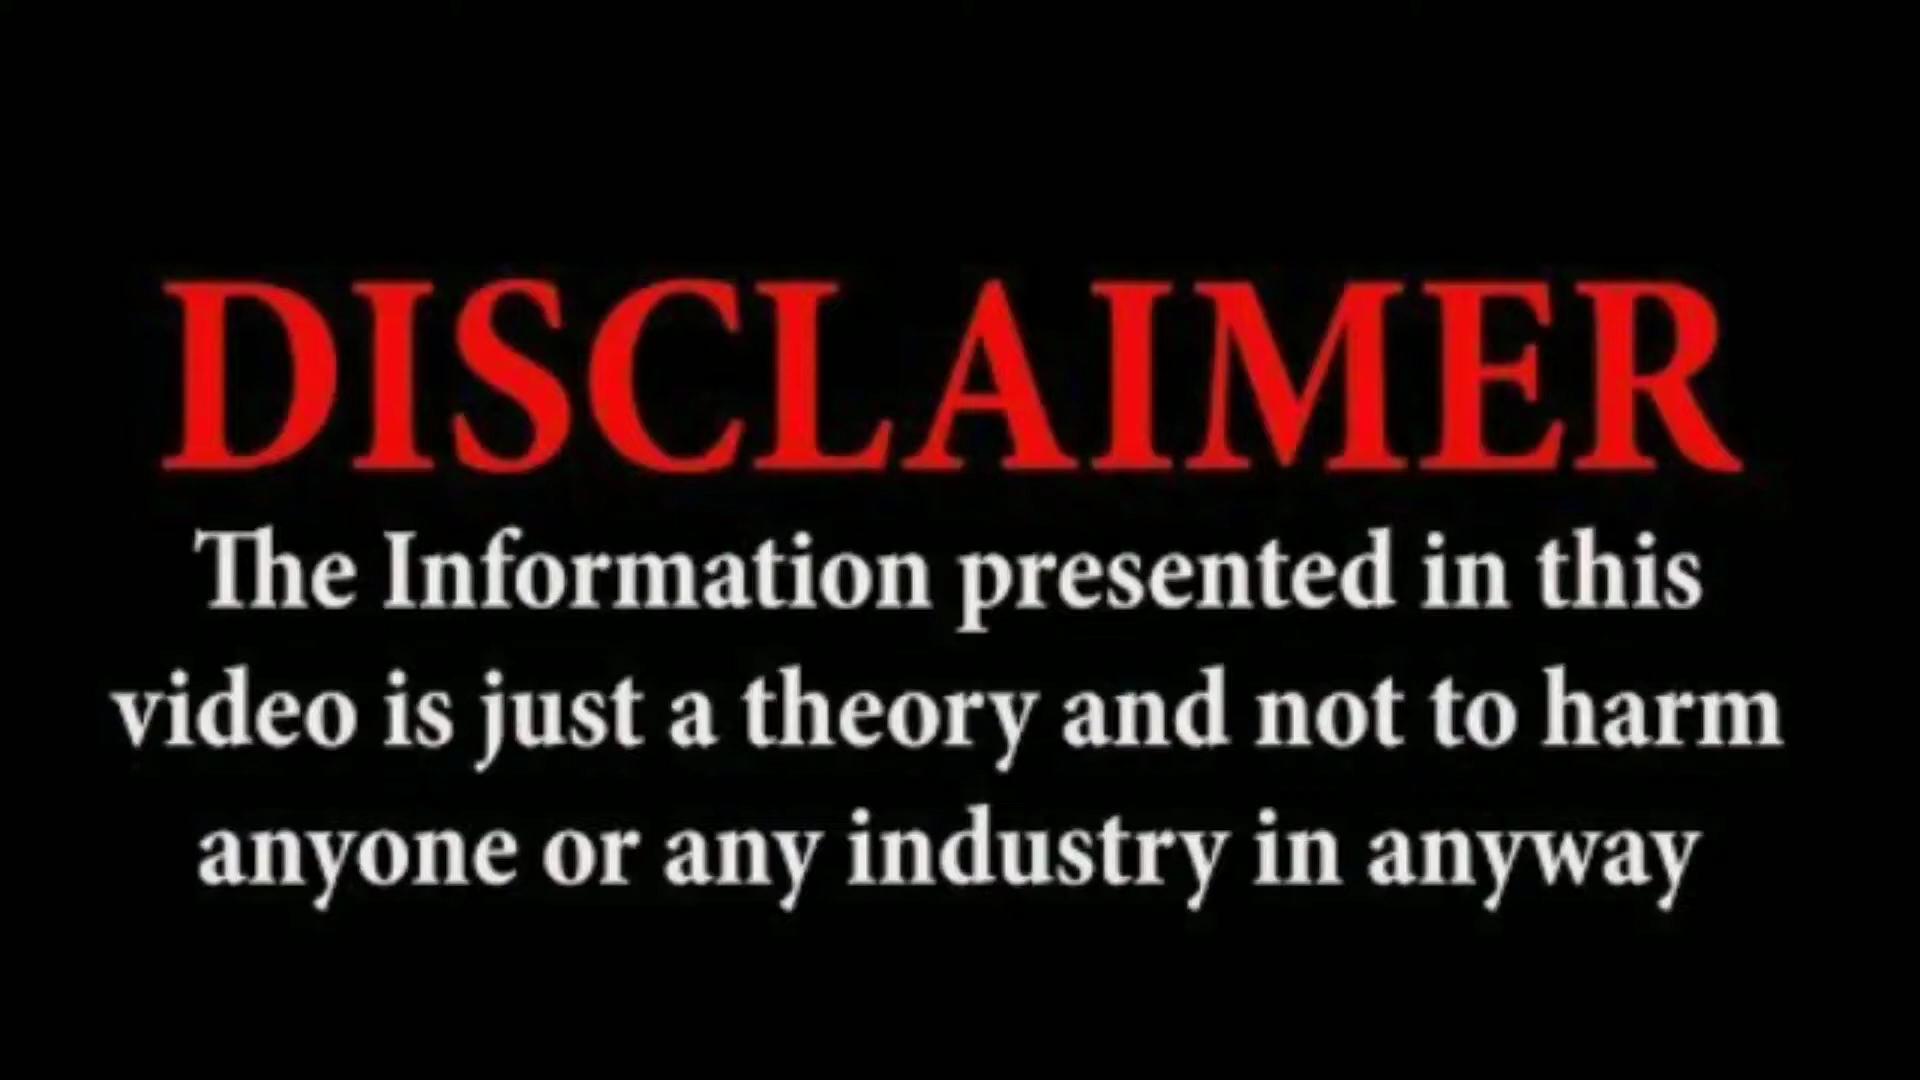 DISCLAIMER
The Information presented in this
video is just a theory and not to harm
anyone or any industry in anyway